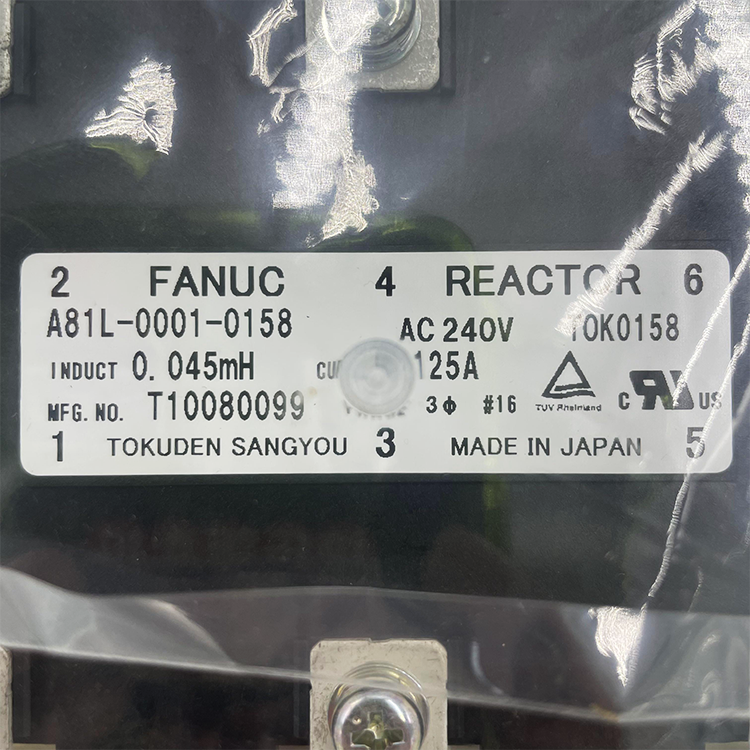 2 FANUC 4 REACTOR 6
A81L-0001-0158 AC 240V TOK0158
INDUCT 0.045mH 125A
MFG. NO. T10080099 3Φ #16 TUV Rheinland c RU US
1 TOKUDEN SANGYOU 3 MADE IN JAPAN 5